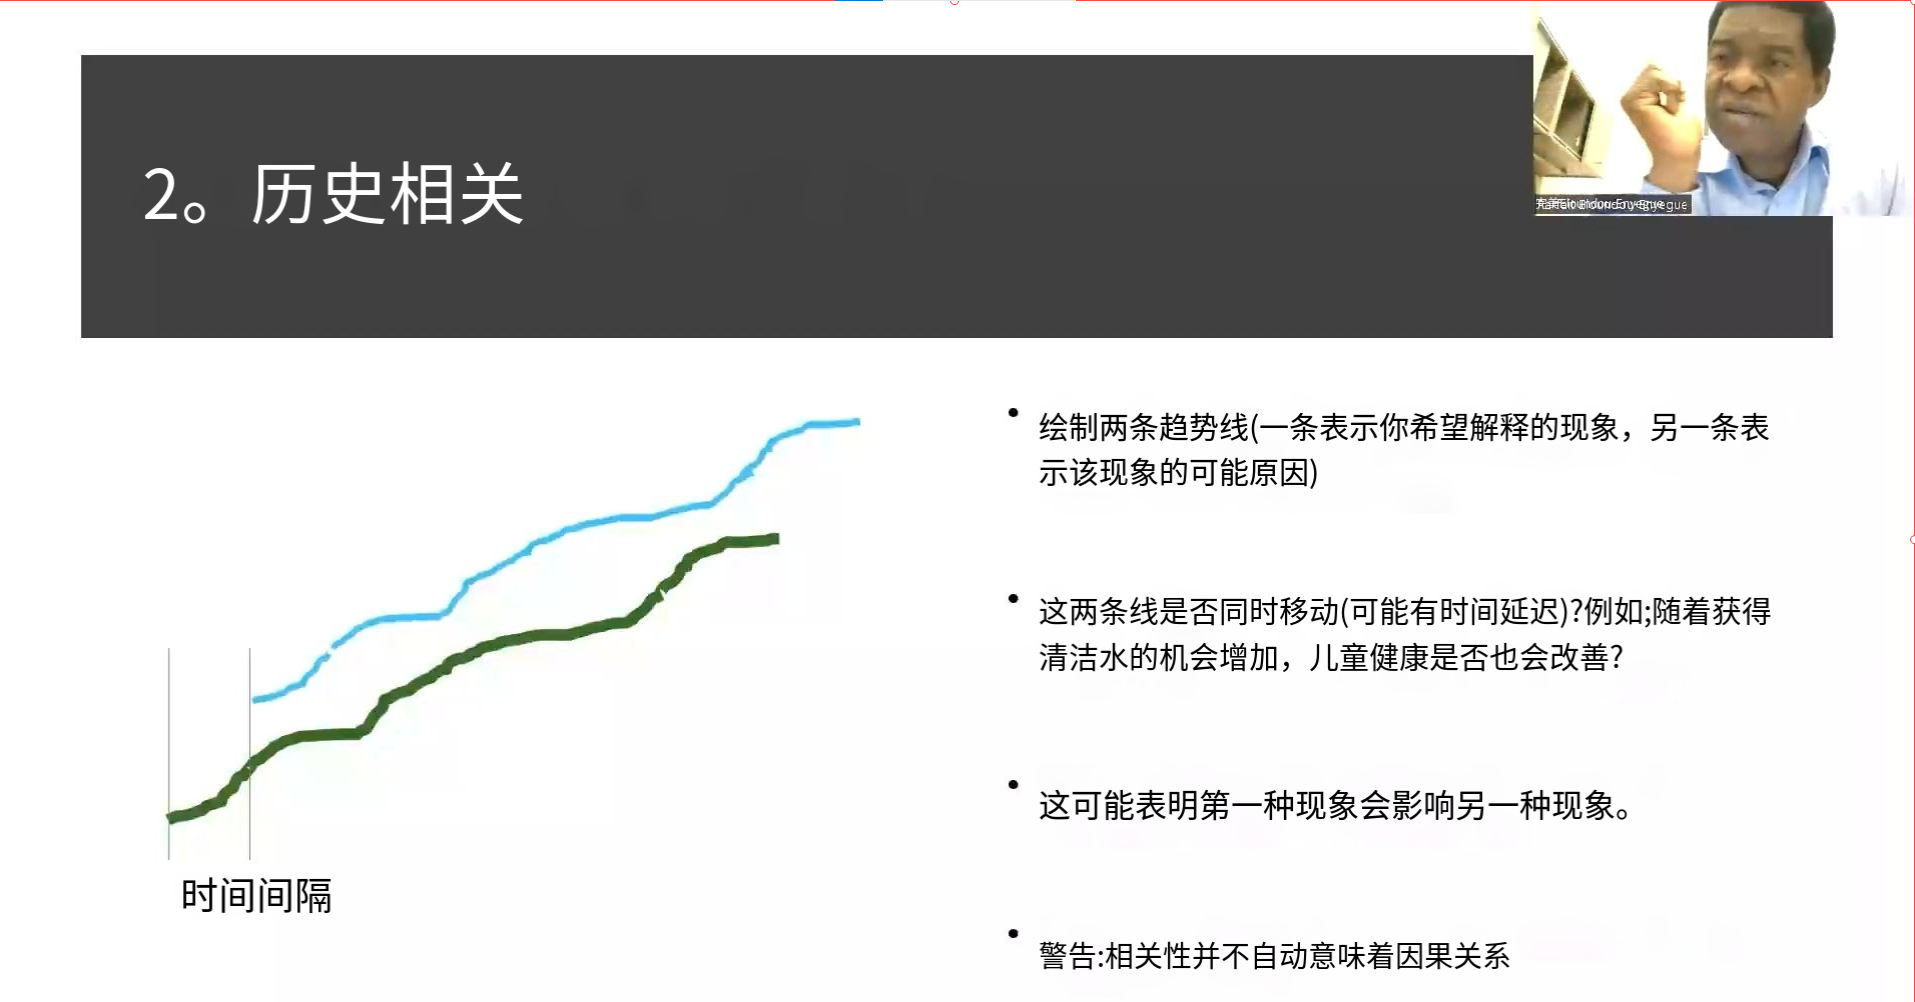 2。历史相关
Eloundou-Enyegue
绘制两条趋势线(一条表示你希望解释的现象，另一条表
示该现象的可能原因)
这两条线是否同时移动(可能有时间延迟)?例如;随着获得
清洁水的机会增加，儿童健康是否也会改善?
这可能表明第一种现象会影响另一种现象。
警告:相关性并不自动意味着因果关系
时间间隔